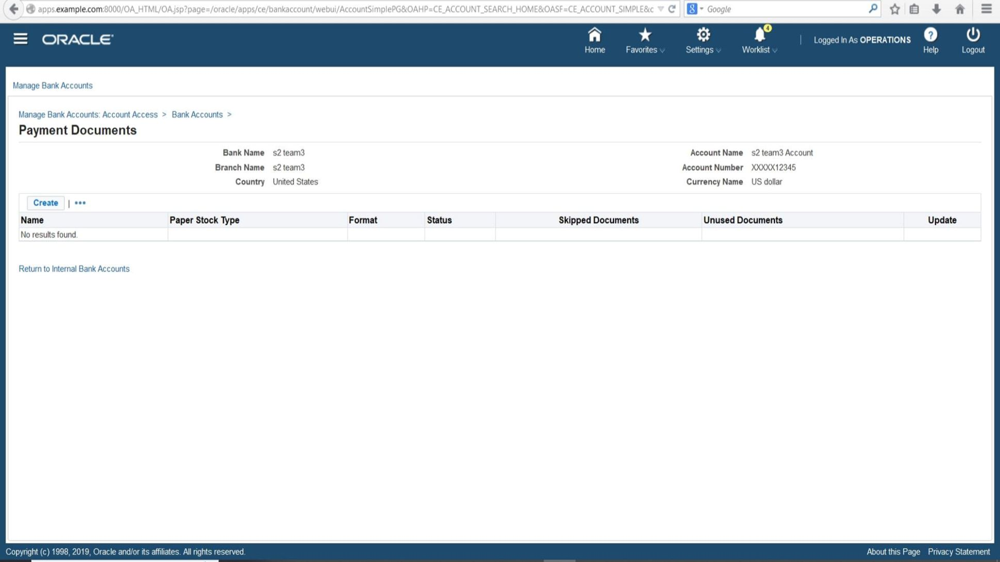 apps.example.com:8000/OA_HTML/OA.jsp?page=/oracle/apps/ce/bankaccount/webui/AccountSimplePG&OAHP=CE_ACCOUNT_SEARCH_HOME&OASF=CE_ACCOUNT_SIMPLE&c
8 Google
ORACLE
Home
Favorites
Settings
4
Worklist
Logged In As OPERATIONS
?
Help
Logout
Manage Bank Accounts
Manage Bank Accounts: Account Access > Bank Accounts >
Payment Documents
Bank Name s2 team3 Account Name s2 team3 Account
Branch Name s2 team3 Account Number XXXXX12345
Country United States Currency Name US dollar
Create | •••
Name Paper Stock Type Format Status Skipped Documents Unused Documents Update
No results found.
Return to Internal Bank Accounts
Copyright (c) 1998, 2019, Oracle and/or its affiliates. All rights reserved. About this Page Privacy Statement